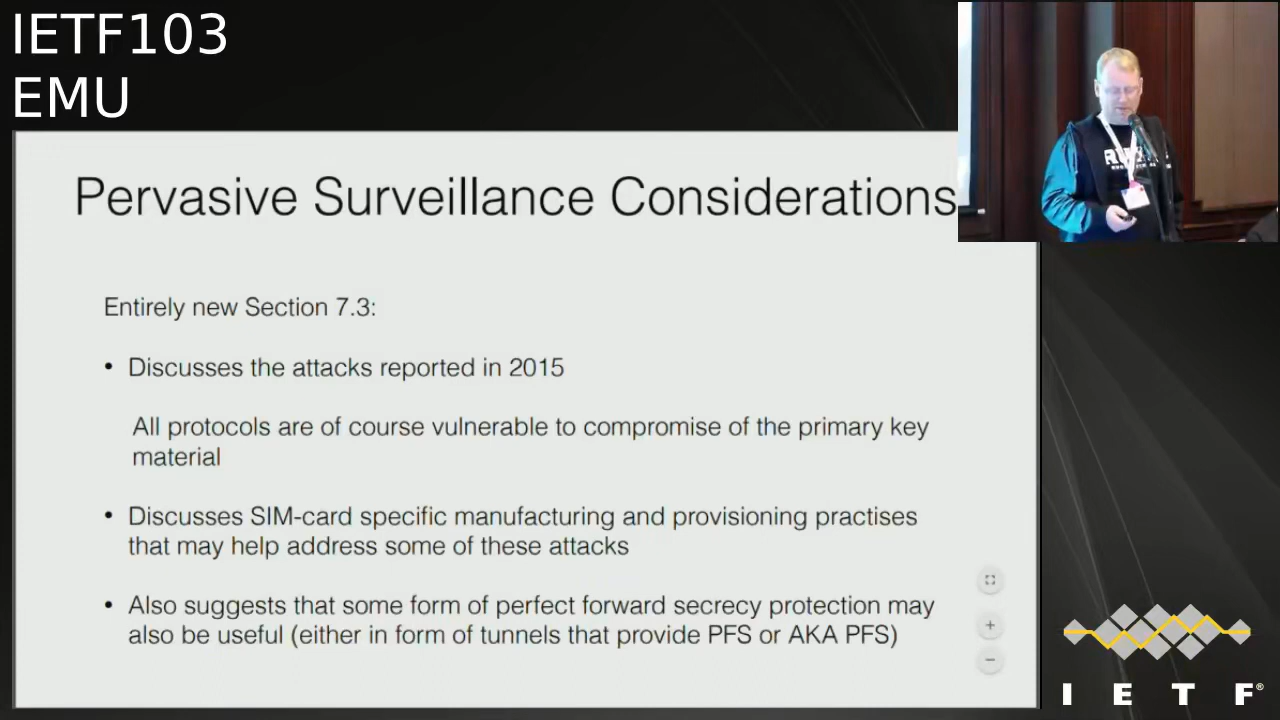 IETF103
EMU
Pervasive Surveillance Considerations
Entirely new Section 7.3:
• Discusses the attacks reported in 2015
All protocols are of course vulnerable to compromise of the primary key
material
• Discusses SIM-card specific manufacturing and provisioning practises
that may help address some of these attacks
• Also suggests that some form of perfect forward secrecy protection may
also be useful (either in form of tunnels that provide PFS or AKA PFS)
+
−
I E T F®